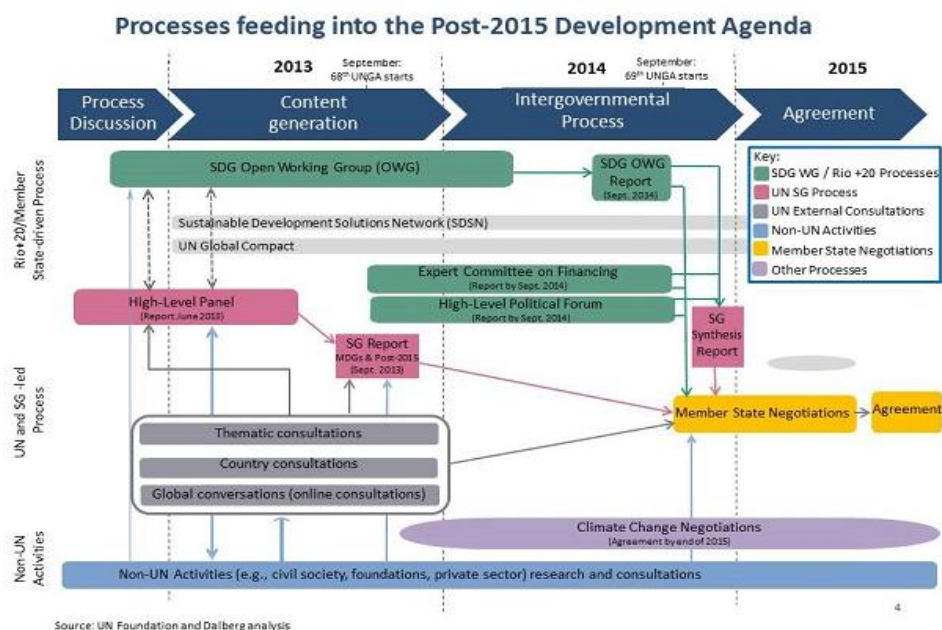 Processes feeding into the Post-2015 Development Agenda
2013
September:
68th UNGA starts
2014
September:
69th UNGA starts
2015
Process
Discussion
Content
generation
Intergovernmental
Process
Agreement
Rio+20/Member
State-driven Process
SDG Open Working Group (OWG)
SDG OWG
Report
(Sept. 2014)
Key:
SDG WG / Rio +20 Processes
UN SG Process
UN External Consultations
Non-UN Activities
Member State Negotiations
Other Processes
Sustainable Development Solutions Network (SDSN)
UN Global Compact
Expert Committee on Financing
(Report by Sept. 2014)
High-Level Political Forum
(Report by Sept. 2014)
UN and SG -led
Process
High-Level Panel
(Report June 2013)
SG Report
MDGs & Post-2015
(Sept. 2013)
SG
Synthesis
Report
Member State Negotiations
Agreement
Thematic consultations
Country consultations
Global conversations (online consultations)
Non-UN
Activities
Climate Change Negotiations
(Agreement by end of 2015)
Non-UN Activities (e.g., civil society, foundations, private sector) research and consultations
4
Source: UN Foundation and Dalberg analysis